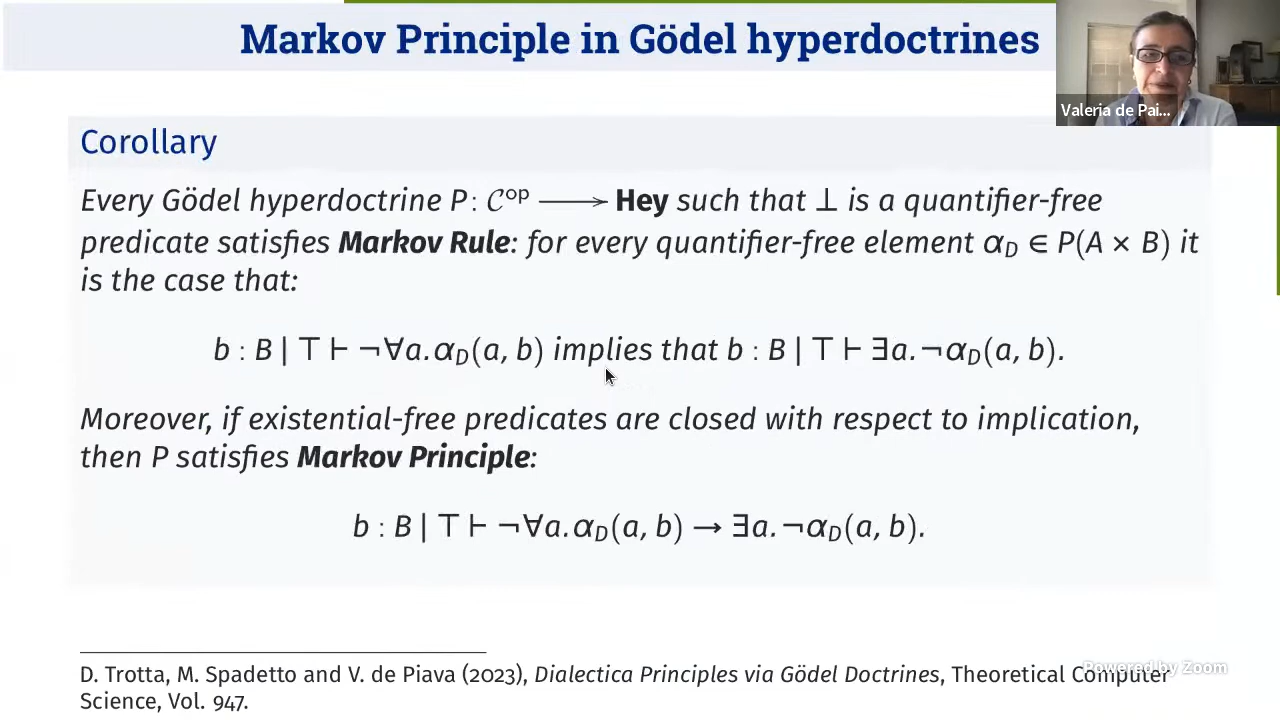 Markov Principle in Gödel hyperdoctrines
Valeria de Pai...
Corollary
Every Gödel hyperdoctrine P: 𝒞ᵒᵖ ⟶ Hey such that ⊥ is a quantifier-free
predicate satisfies Markov Rule: for every quantifier-free element α_D ∈ P(A × B) it
is the case that:
b : B | ⊤ ⊢ ¬∀a.α_D(a, b) implies that b : B | ⊤ ⊢ ∃a.¬α_D(a, b).
Moreover, if existential-free predicates are closed with respect to implication,
then P satisfies Markov Principle:
b : B | ⊤ ⊢ ¬∀a.α_D(a, b) → ∃a.¬α_D(a, b).
D. Trotta, M. Spadetto and V. de Piava (2023), Dialectica Principles via Gödel Doctrines, Theoretical Computer
Science, Vol. 947.
Powered by Zoom